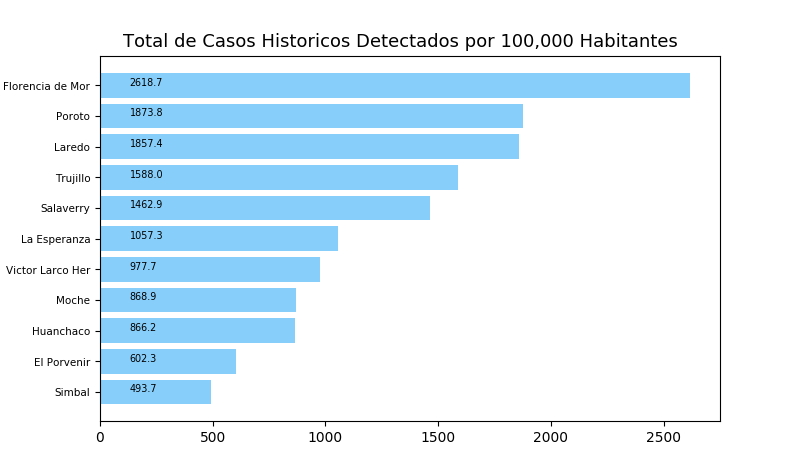 Total de Casos Historicos Detectados por 100,000 Habitantes
Florencia de Mor 2618.7
Poroto 1873.8
Laredo 1857.4
Trujillo 1588.0
Salaverry 1462.9
La Esperanza 1057.3
Victor Larco Her 977.7
Moche 868.9
Huanchaco 866.2
El Porvenir 602.3
Simbal 493.7
0 500 1000 1500 2000 2500